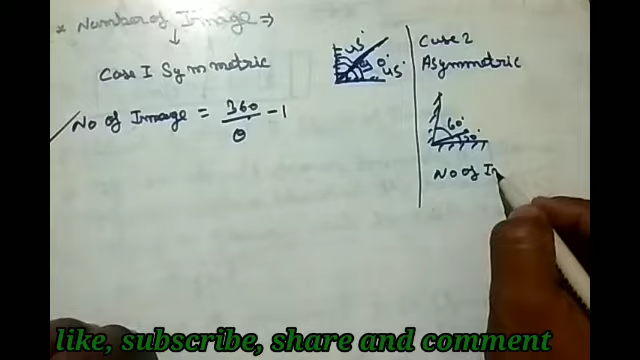 * Number of Image ⇒
↓
Case I Symmetric
No of Image = 360/θ - 1
45°
θ°
45°
Case 2
Asymmetric
60°
30°
No of I
like, subscribe, share and comment